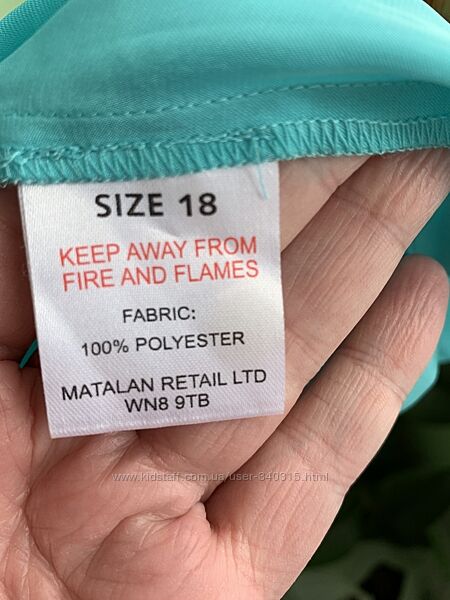 SIZE 18
KEEP AWAY FROM
FIRE AND FLAMES
FABRIC:
100% POLYESTER
MATALAN RETAIL LTD
WN8 9TB
www.kidstaff.com.ua/user-340315.html